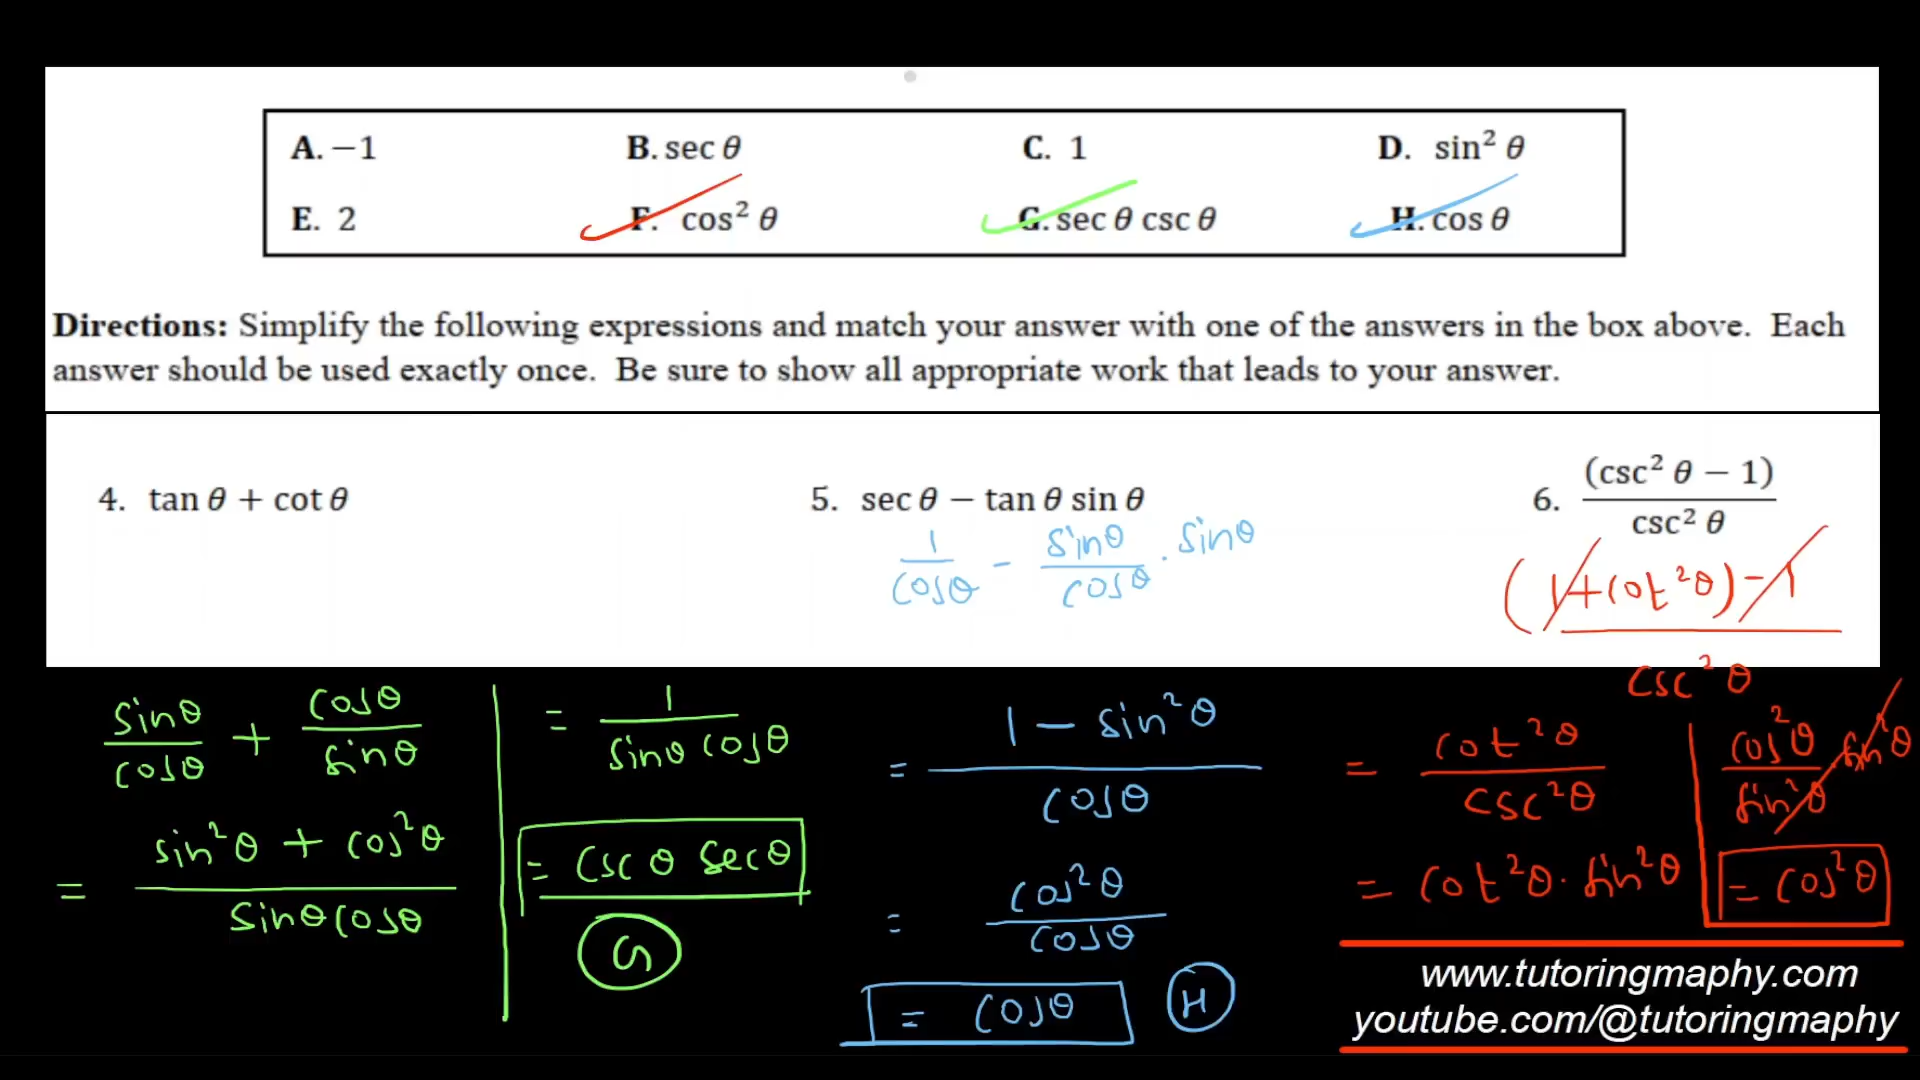 A. −1 B. sec θ C. 1 D. sin² θ
E. 2 F. cos² θ G. sec θ csc θ H. cos θ
Directions: Simplify the following expressions and match your answer with one of the answers in the box above. Each
answer should be used exactly once. Be sure to show all appropriate work that leads to your answer.
4. tan θ + cot θ
sinθ/cosθ + cosθ/sinθ
= (sin²θ + cos²θ)/(sinθ cosθ)
= 1/(sinθ cosθ)
= cscθ secθ
G
5. sec θ − tan θ sin θ
1/cosθ − sinθ/cosθ · sinθ
= (1 − sin²θ)/cosθ
= cos²θ/cosθ
= cosθ
H
6. (csc² θ − 1)/csc² θ
((1+cot²θ) − 1)/csc²θ
= cot²θ/csc²θ
= cot²θ · sin²θ
cos²θ/sin²θ · sin²θ
= cos²θ
www.tutoringmaphy.com
youtube.com/@tutoringmaphy